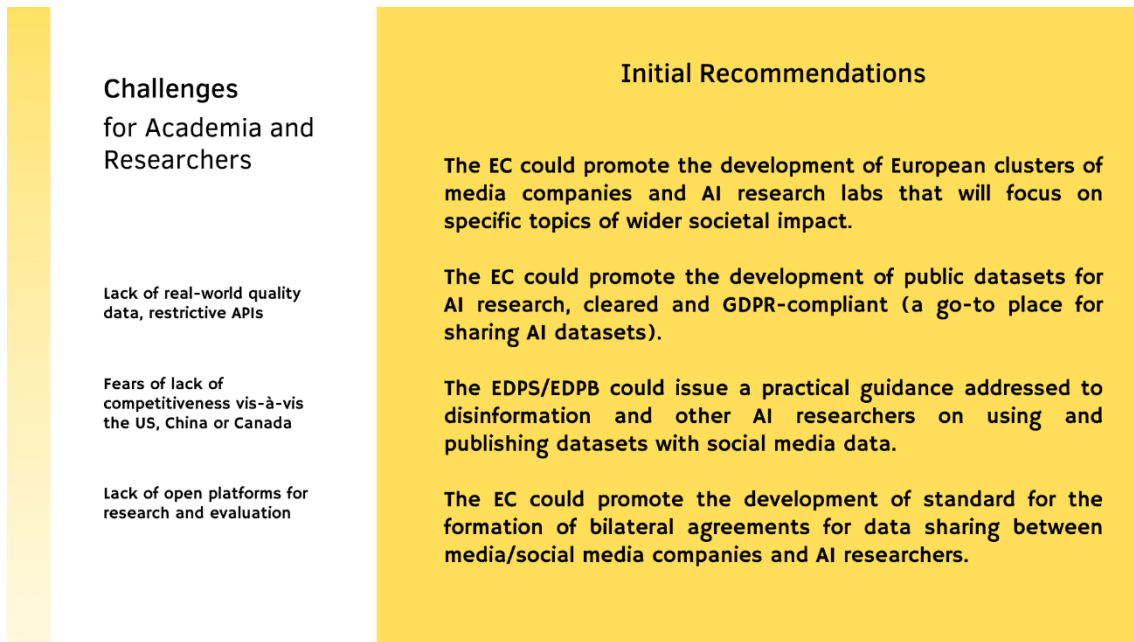 Challenges
for Academia and
Researchers
Lack of real-world quality
data, restrictive APIs
Fears of lack of
competitiveness vis-à-vis
the US, China or Canada
Lack of open platforms for
research and evaluation
Initial Recommendations
The EC could promote the development of European clusters of
media companies and AI research labs that will focus on
specific topics of wider societal impact.
The EC could promote the development of public datasets for
AI research, cleared and GDPR-compliant (a go-to place for
sharing AI datasets).
The EDPS/EDPB could issue a practical guidance addressed to
disinformation and other AI researchers on using and
publishing datasets with social media data.
The EC could promote the development of standard for the
formation of bilateral agreements for data sharing between
media/social media companies and AI researchers.